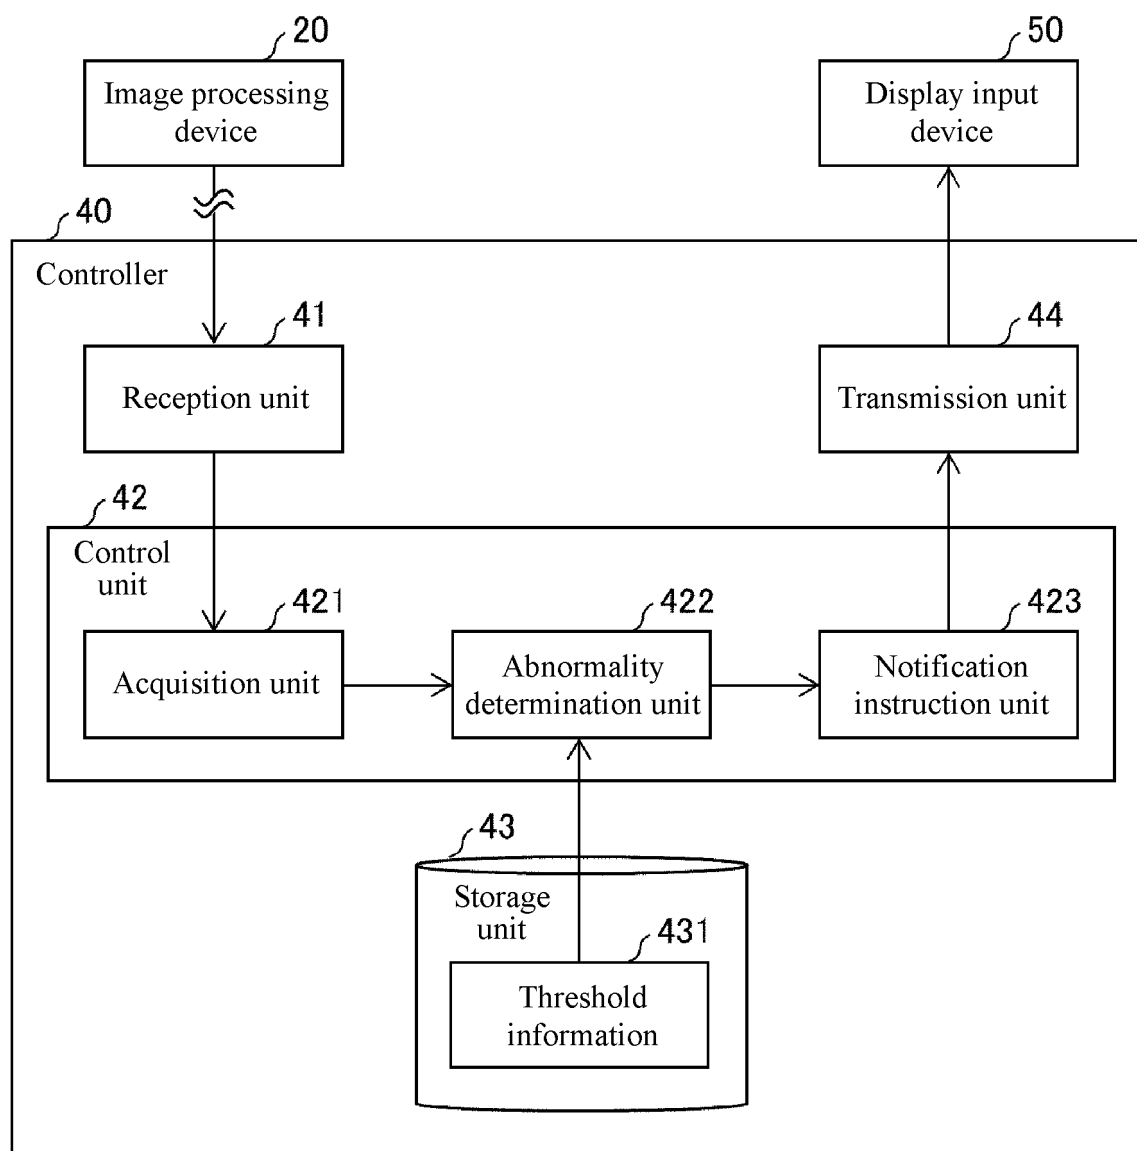 20
Image processing
device
50
Display input
device
40
Controller
41
Reception unit
44
Transmission unit
42
Control
unit
421
Acquisition unit
422
Abnormality
determination unit
423
Notification
instruction unit
43
Storage
unit
431
Threshold
information